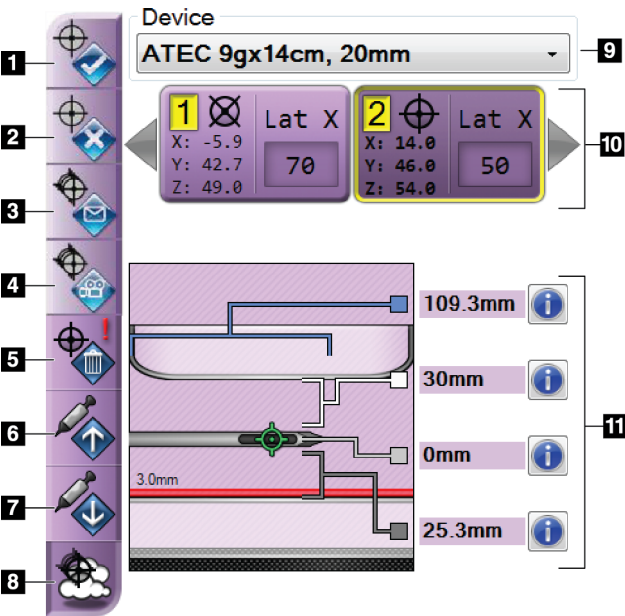 Device
1
ATEC 9gx14cm, 20mm
9
2
1 Lat X
X: -5.9
Y: 42.7
Z: 49.0
70
2 Lat X
X: 14.0
Y: 46.0
Z: 54.0
50
10
3
4
109.3mm
5
!
30mm
6
11
0mm
7
3.0mm
25.3mm
8